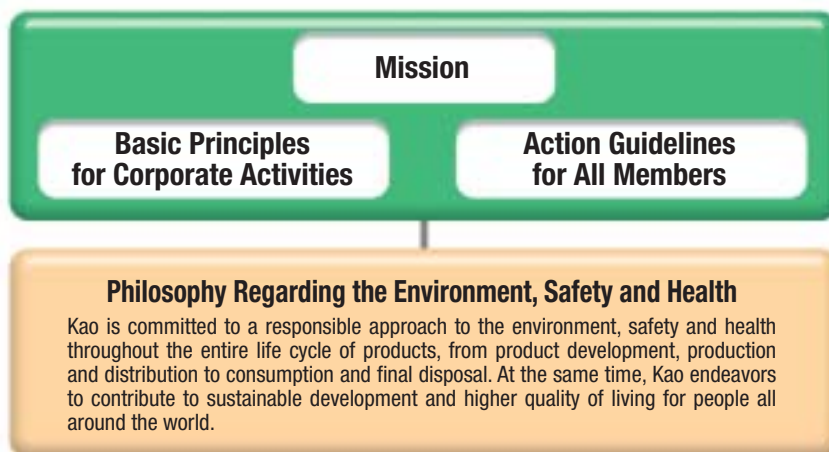 Mission
Basic Principles
for Corporate Activities
Action Guidelines
for All Members
Philosophy Regarding the Environment, Safety and Health
Kao is committed to a responsible approach to the environment, safety and health
throughout the entire life cycle of products, from product development, production
and distribution to consumption and final disposal. At the same time, Kao endeavors
to contribute to sustainable development and higher quality of living for people all
around the world.